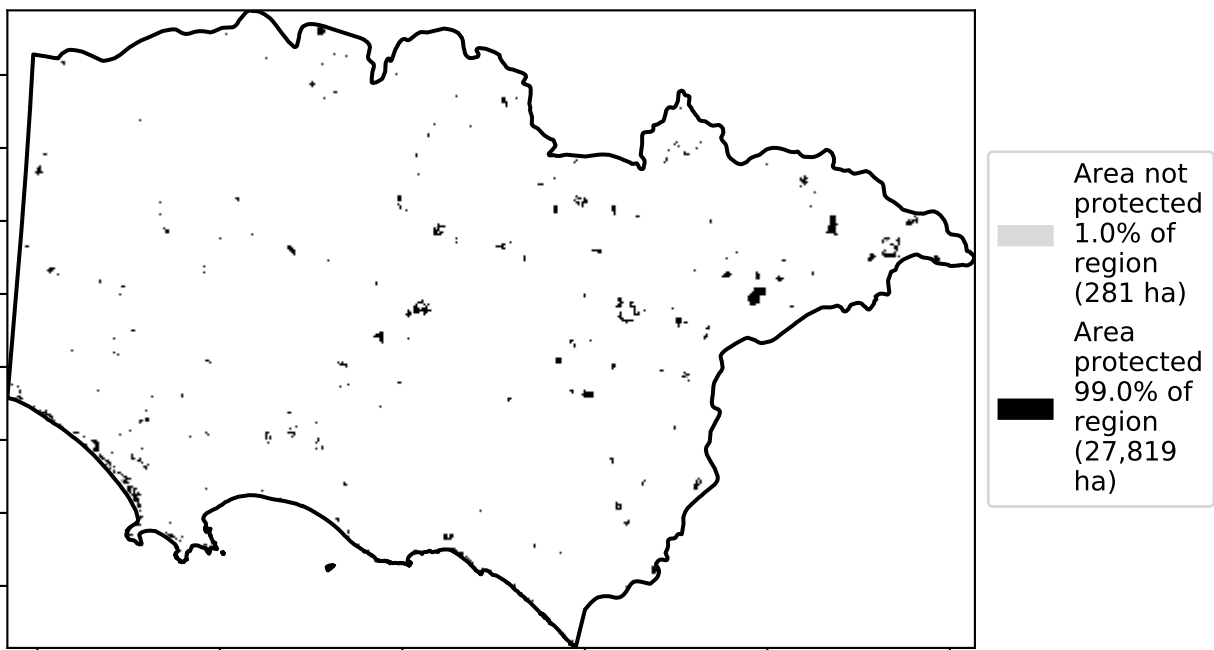 Area not
protected
1.0% of
region
(281 ha)
Area
protected
99.0% of
region
(27,819
ha)